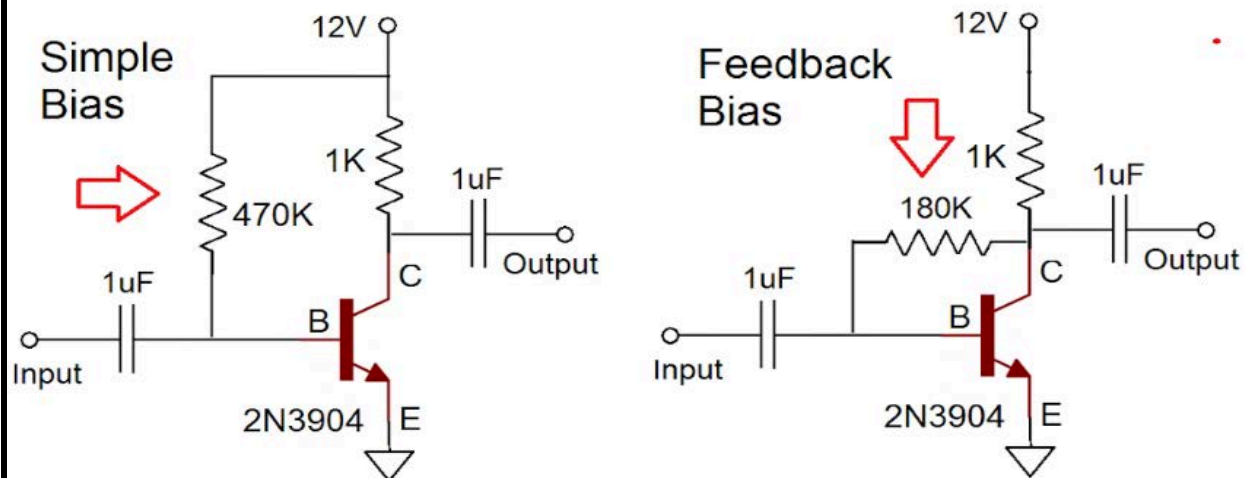 Simple
Bias
12V
1K
470K
1uF
1uF
Output
Input
B
C
E
2N3904
Feedback
Bias
12V
1K
180K
1uF
1uF
Output
Input
B
C
E
2N3904